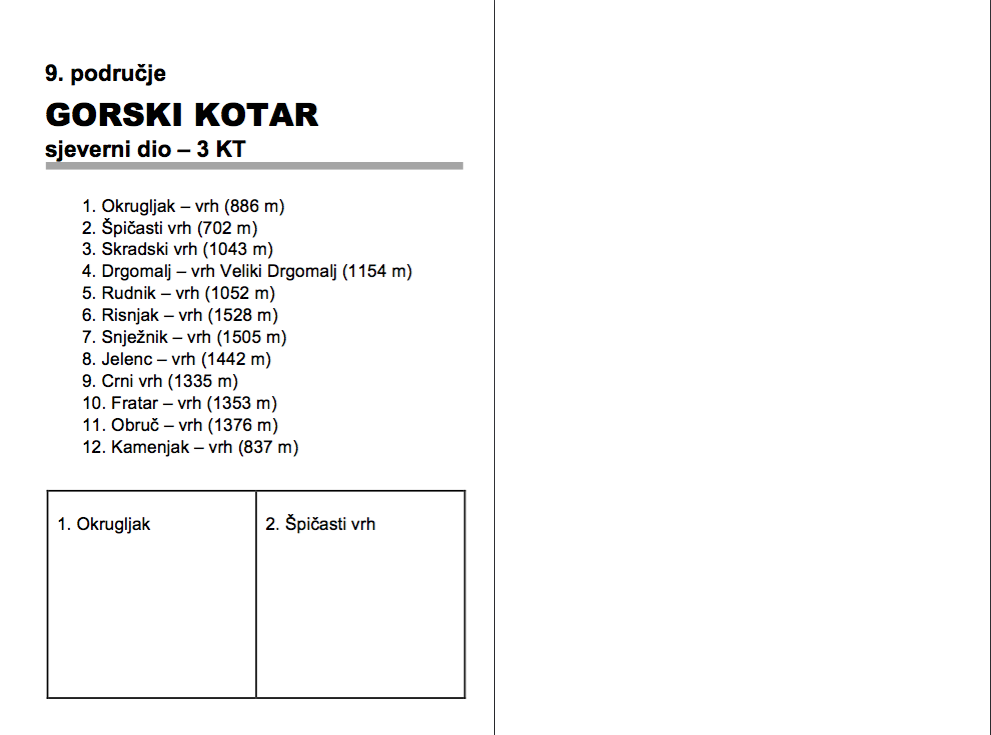 9. područje
GORSKI KOTAR
sjeverni dio – 3 KT
1. Okrugljak – vrh (886 m)
2. Špičasti vrh (702 m)
3. Skradski vrh (1043 m)
4. Drgomalj – vrh Veliki Drgomalj (1154 m)
5. Rudnik – vrh (1052 m)
6. Risnjak – vrh (1528 m)
7. Snježnik – vrh (1505 m)
8. Jelenc – vrh (1442 m)
9. Crni vrh (1335 m)
10. Fratar – vrh (1353 m)
11. Obruč – vrh (1376 m)
12. Kamenjak – vrh (837 m)
1. Okrugljak
2. Špičasti vrh